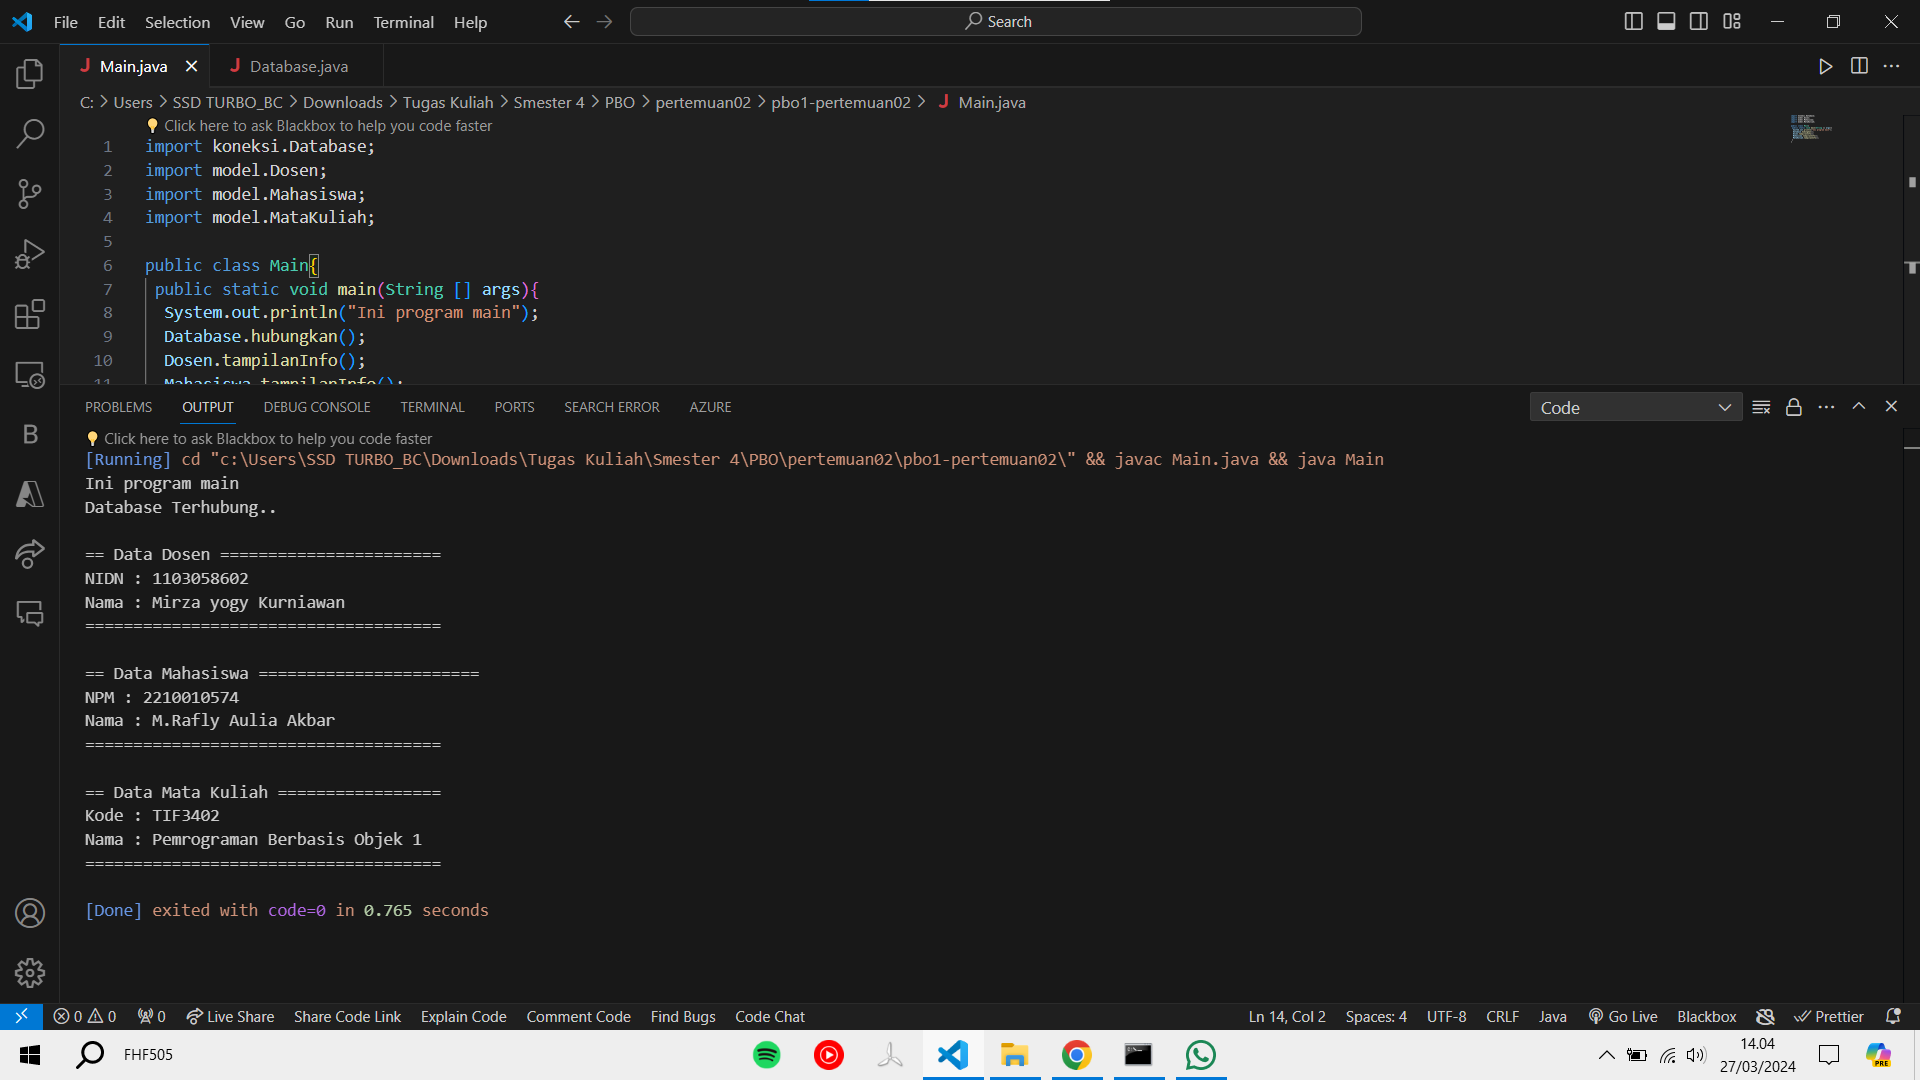 File Edit Selection View Go Run Terminal Help
Search
Main.java
Database.java
C: > Users > SSD TURBO_BC > Downloads > Tugas Kuliah > Smester 4 > PBO > pertemuan02 > pbo1-pertemuan02 > Main.java
Click here to ask Blackbox to help you code faster
1 import koneksi.Database;
2 import model.Dosen;
3 import model.Mahasiswa;
4 import model.MataKuliah;
5
6 public class Main{
7 public static void main(String [] args){
8 System.out.println("Ini program main");
9 Database.hubungkan();
10 Dosen.tampilanInfo();
11 Mahasiswa.tampilanInfo();
PROBLEMS OUTPUT DEBUG CONSOLE TERMINAL PORTS SEARCH ERROR AZURE
Code
Click here to ask Blackbox to help you code faster
[Running] cd "c:\Users\SSD TURBO_BC\Downloads\Tugas Kuliah\Smester 4\PBO\pertemuan02\pbo1-pertemuan02\" && javac Main.java && java Main
Ini program main
Database Terhubung..
== Data Dosen =======================
NIDN : 1103058602
Nama : Mirza yogy Kurniawan
=====================================
== Data Mahasiswa =======================
NPM : 2210010574
Nama : M.Rafly Aulia Akbar
=====================================
== Data Mata Kuliah =================
Kode : TIF3402
Nama : Pemrograman Berbasis Objek 1
=====================================
[Done] exited with code=0 in 0.765 seconds
0 0 0 Live Share Share Code Link Explain Code Comment Code Find Bugs Code Chat
Ln 14, Col 2 Spaces: 4 UTF-8 CRLF Java Go Live Blackbox Prettier
FHF505
14.04
27/03/2024
PRE